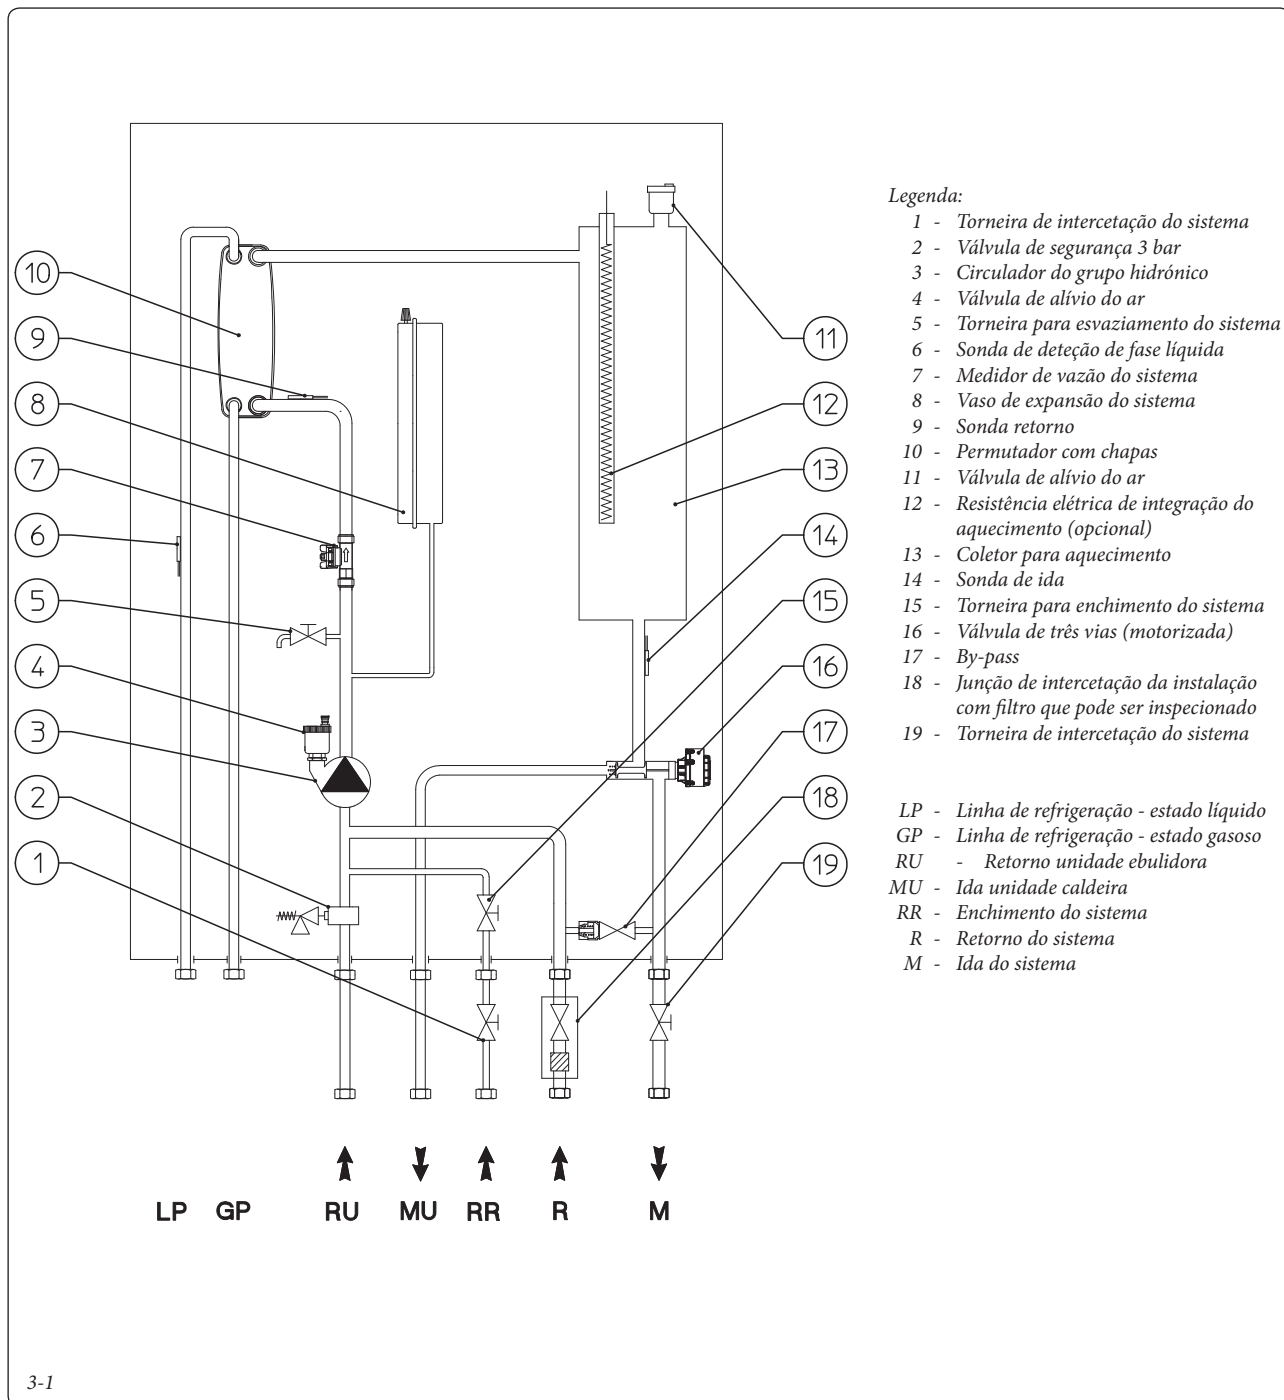 10
9
8
7
6
5
4
3
2
1
11
12
13
14
15
16
17
18
19
LP GP RU MU RR R M
Legenda:
1 - Torneira de intercetação do sistema
2 - Válvula de segurança 3 bar
3 - Circulador do grupo hidrónico
4 - Válvula de alívio do ar
5 - Torneira para esvaziamento do sistema
6 - Sonda de deteção de fase líquida
7 - Medidor de vazão do sistema
8 - Vaso de expansão do sistema
9 - Sonda retorno
10 - Permutador com chapas
11 - Válvula de alívio do ar
12 - Resistência elétrica de integração do
aquecimento (opcional)
13 - Coletor para aquecimento
14 - Sonda de ida
15 - Torneira para enchimento do sistema
16 - Válvula de três vias (motorizada)
17 - By-pass
18 - Junção de intercetação da instalação
com filtro que pode ser inspecionado
19 - Torneira de intercetação do sistema
LP - Linha de refrigeração - estado líquido
GP - Linha de refrigeração - estado gasoso
RU - Retorno unidade ebulidora
MU - Ida unidade caldeira
RR - Enchimento do sistema
R - Retorno do sistema
M - Ida do sistema
3-1